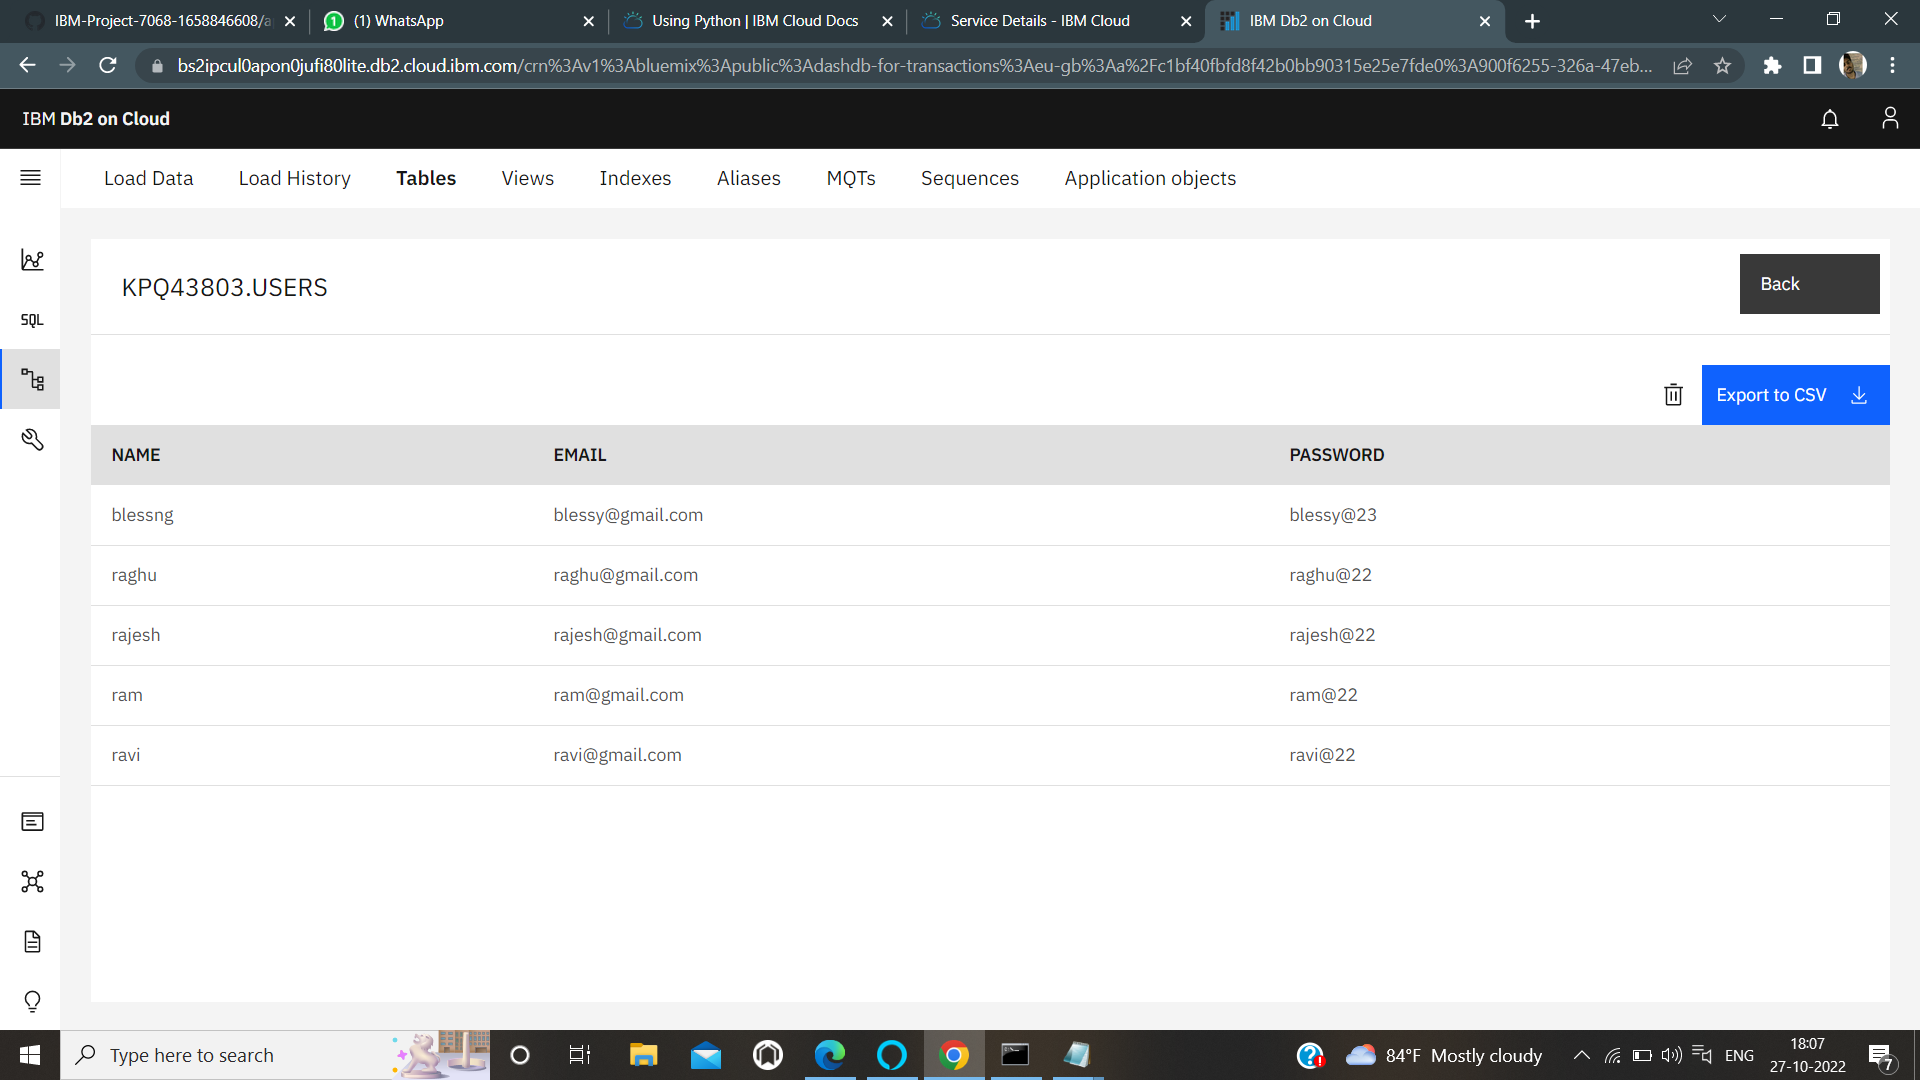 IBM-Project-7068-1658846608/a
(1) WhatsApp
Using Python | IBM Cloud Docs
Service Details - IBM Cloud
IBM Db2 on Cloud
bs2ipcul0apon0jufi80lite.db2.cloud.ibm.com/crn%3Av1%3Abluemix%3Apublic%3Adashdb-for-transactions%3Aeu-gb%3Aa%2Fc1bf40fbfd8f42b0bb90315e25e7fde0%3A900f6255-326a-47eb...
IBM Db2 on Cloud
Load Data Load History Tables Views Indexes Aliases MQTs Sequences Application objects
KPQ43803.USERS
Back
SQL
Export to CSV
NAME EMAIL PASSWORD
blessng blessy@gmail.com blessy@23
raghu raghu@gmail.com raghu@22
rajesh rajesh@gmail.com rajesh@22
ram ram@gmail.com ram@22
ravi ravi@gmail.com ravi@22
Type here to search
84°F Mostly cloudy
ENG
18:07
27-10-2022
7